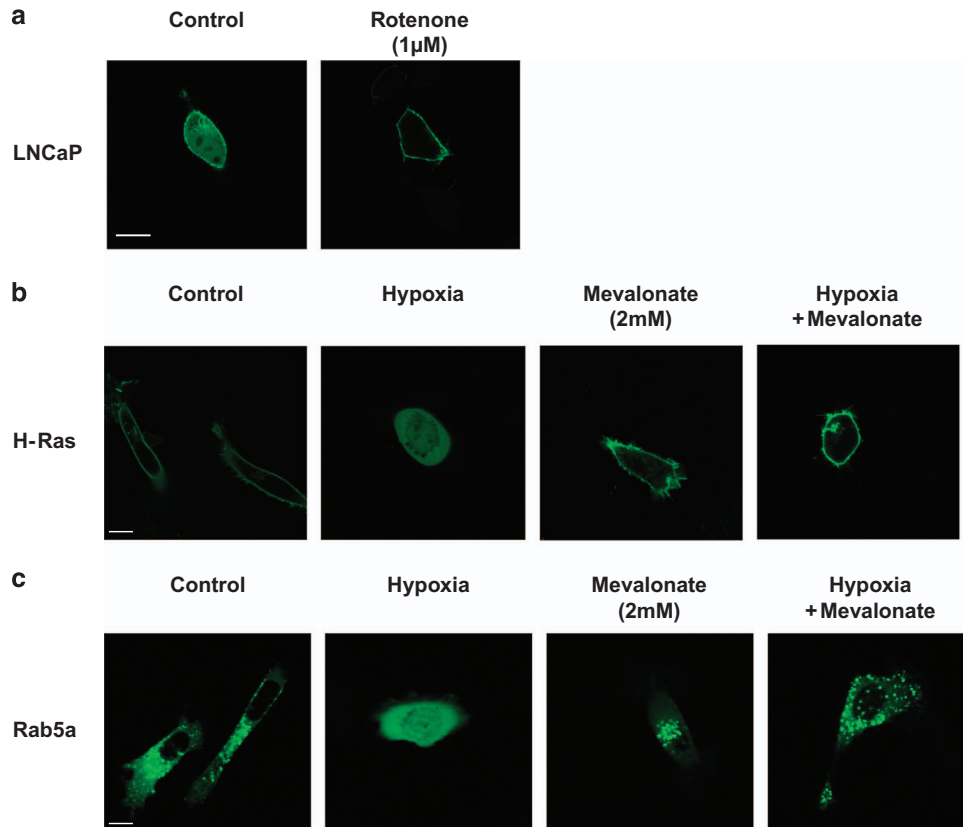 a
Control
Rotenone
(1µM)
LNCaP
b
Control
Hypoxia
Mevalonate
(2mM)
Hypoxia
+Mevalonate
H-Ras
c
Control
Hypoxia
Mevalonate
(2mM)
Hypoxia
+Mevalonate
Rab5a